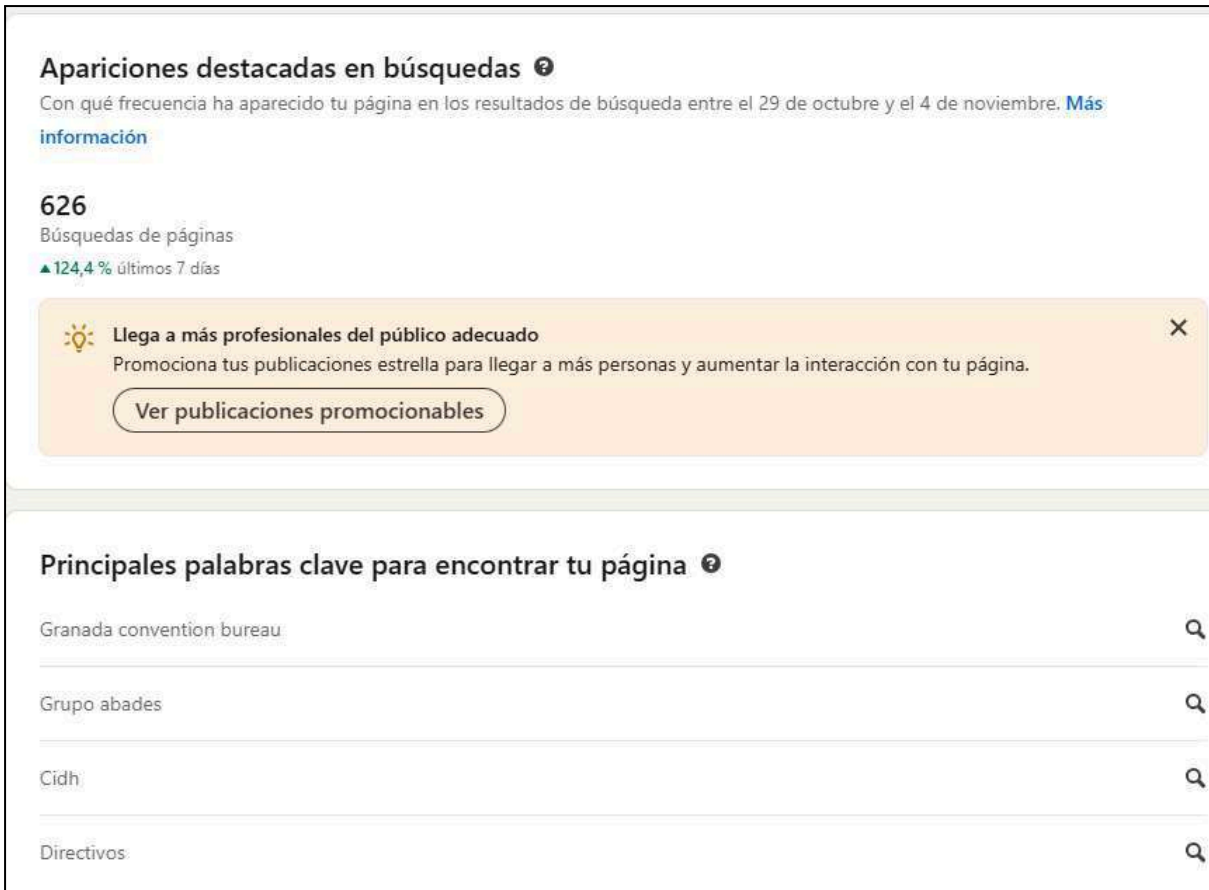 Apariciones destacadas en búsquedas ?
Con qué frecuencia ha aparecido tu página en los resultados de búsqueda entre el 29 de octubre y el 4 de noviembre. Más
información
626
Búsquedas de páginas
▲124,4 % últimos 7 días
Llega a más profesionales del público adecuado
Promociona tus publicaciones estrella para llegar a más personas y aumentar la interacción con tu página.
Ver publicaciones promocionables
Principales palabras clave para encontrar tu página ?
Granada convention bureau
Grupo abades
Cidh
Directivos